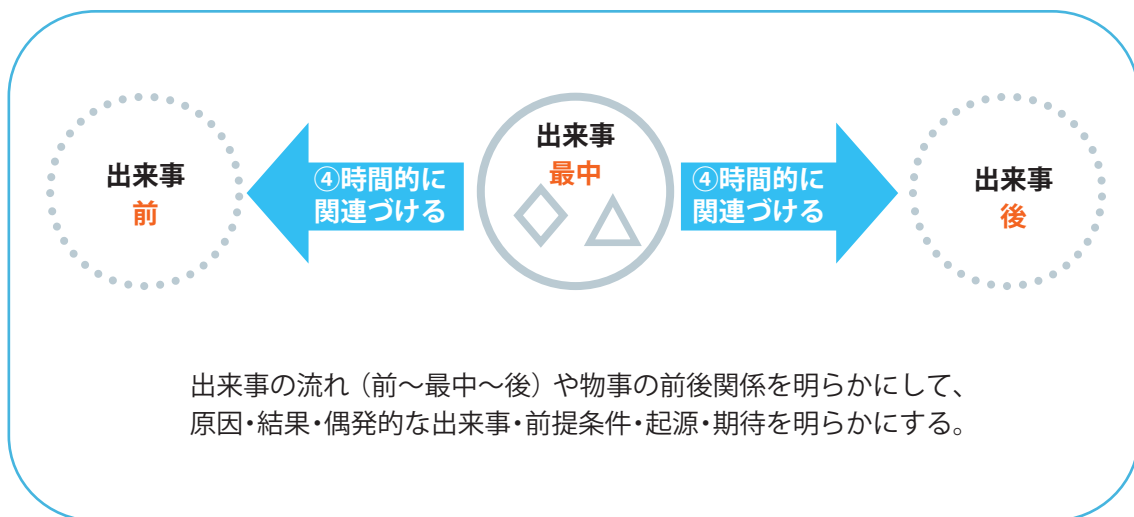 出来事
前
④時間的に
関連づける
出来事
最中
④時間的に
関連づける
出来事
後
出来事の流れ（前〜最中〜後）や物事の前後関係を明らかにして、
原因・結果・偶発的な出来事・前提条件・起源・期待を明らかにする。